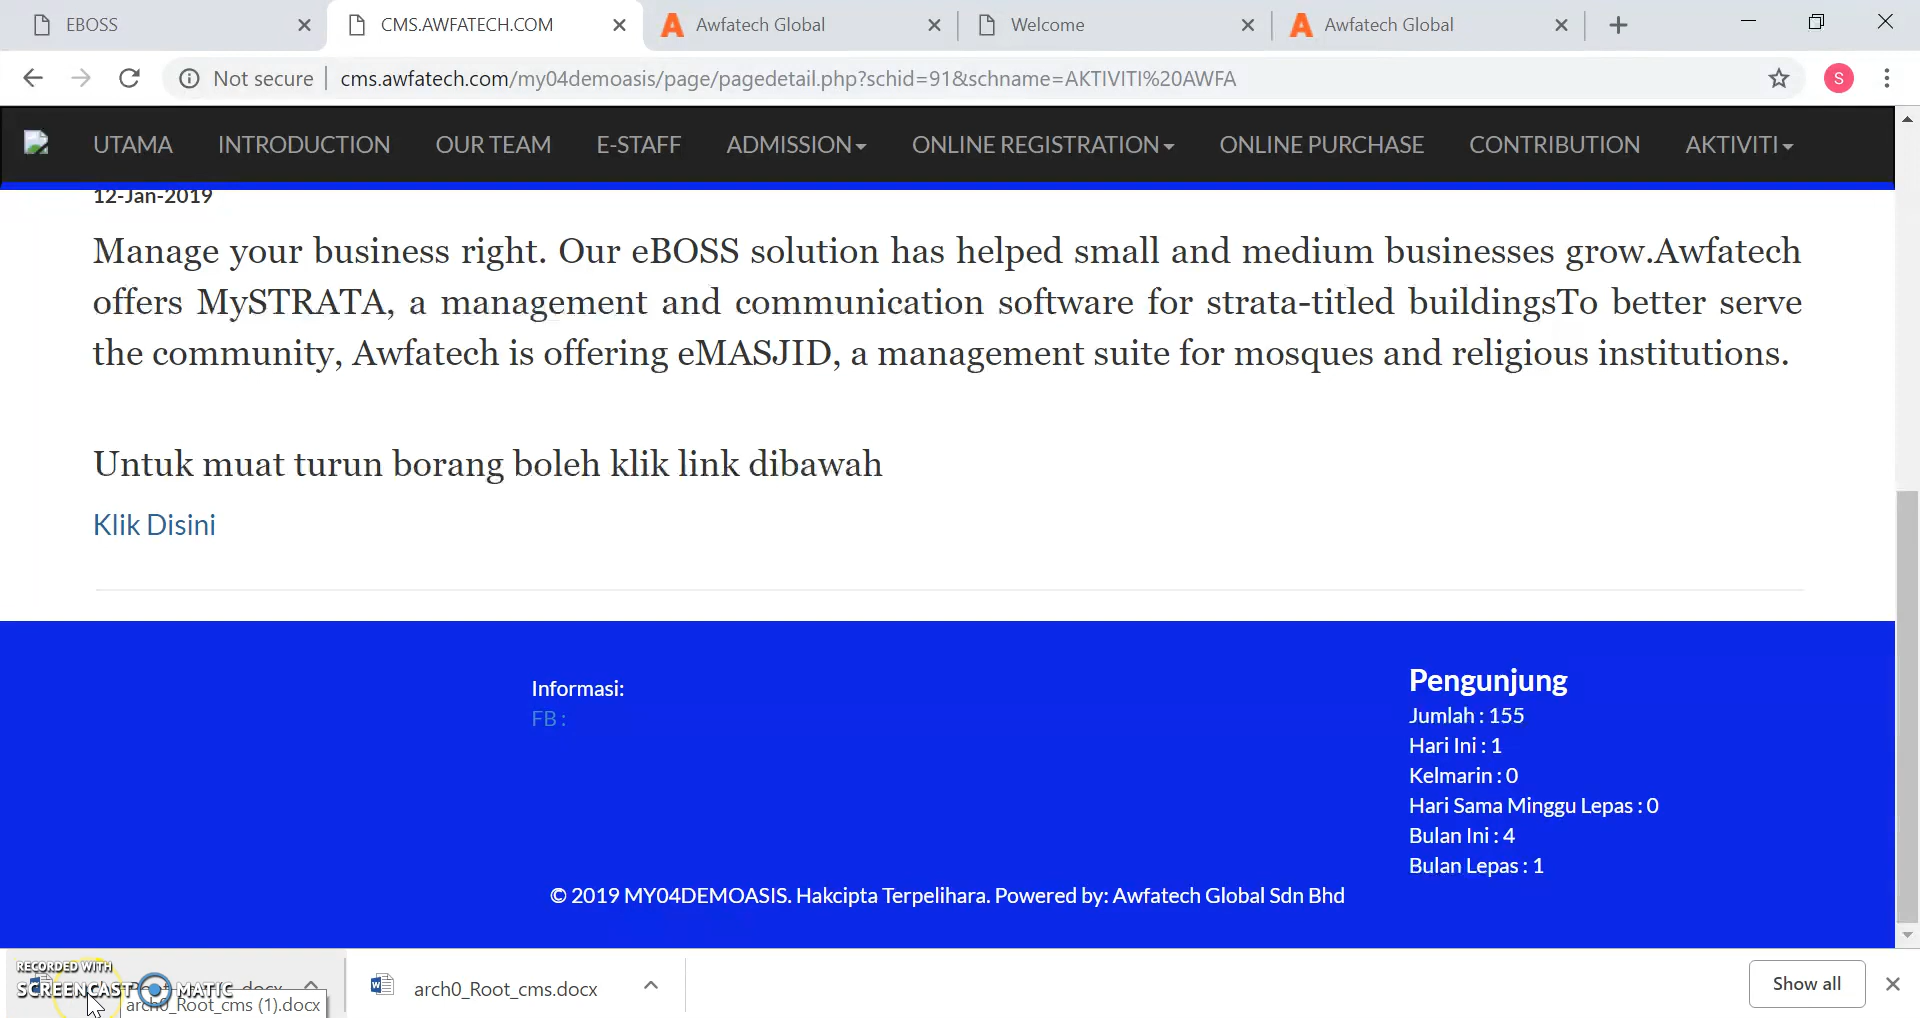 EBOSS
CMS.AWFATECH.COM
Awfatech Global
Welcome
Awfatech Global
Not secure
cms.awfatech.com/my04demoasis/page/pagedetail.php?schid=91&schname=AKTIVITI%20AWFA
S
UTAMA INTRODUCTION OUR TEAM E-STAFF ADMISSION ONLINE REGISTRATION ONLINE PURCHASE CONTRIBUTION AKTIVITI
12-Jan-2019
Manage your business right. Our eBOSS solution has helped small and medium businesses grow.Awfatech
offers MySTRATA, a management and communication software for strata-titled buildingsTo better serve
the community, Awfatech is offering eMASJID, a management suite for mosques and religious institutions.
Untuk muat turun borang boleh klik link dibawah
Klik Disini
Informasi:
FB :
Pengunjung
Jumlah : 155
Hari Ini : 1
Kelmarin : 0
Hari Sama Minggu Lepas : 0
Bulan Ini : 4
Bulan Lepas : 1
© 2019 MY04DEMOASIS. Hakcipta Terpelihara. Powered by: Awfatech Global Sdn Bhd
RECORDED WITH
SCREENCAST MATIC
arch0_Root_cms (1).docx
arch0_Root_cms.docx
Show all